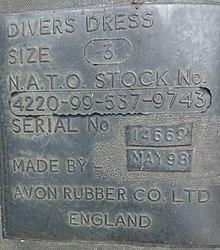 DIVERS DRESS
SIZE 3
N.A.T.O. STOCK No.
4220-99-537-9743
SERIAL No. 14669
MADE BY MAY93
AVON RUBBER CO. LTD
ENGLAND